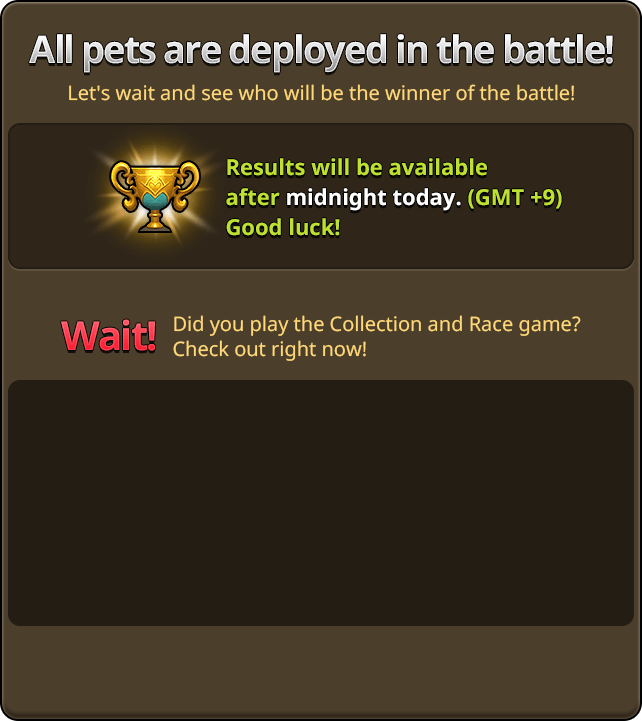 All pets are deployed in the battle!
Let's wait and see who will be the winner of the battle!
Results will be available
after midnight today. (GMT +9)
Good luck!
Wait!
Did you play the Collection and Race game?
Check out right now!